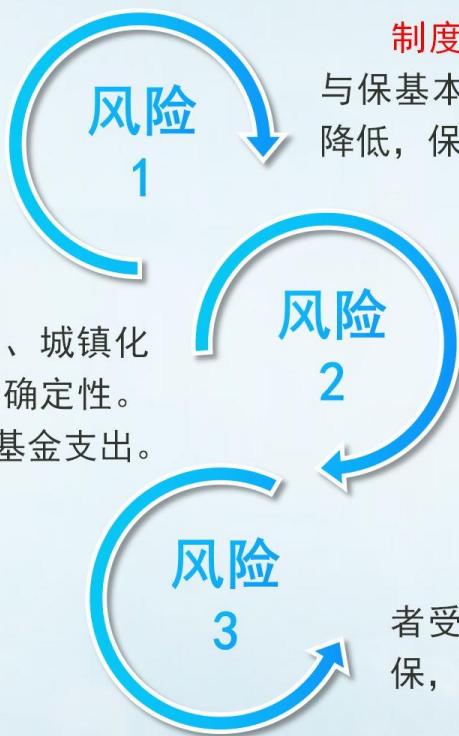 制度
风险
1
与保基本
降低，保
风险
2
、城镇化
确定性。
基金支出。
风险
3
者受
保，